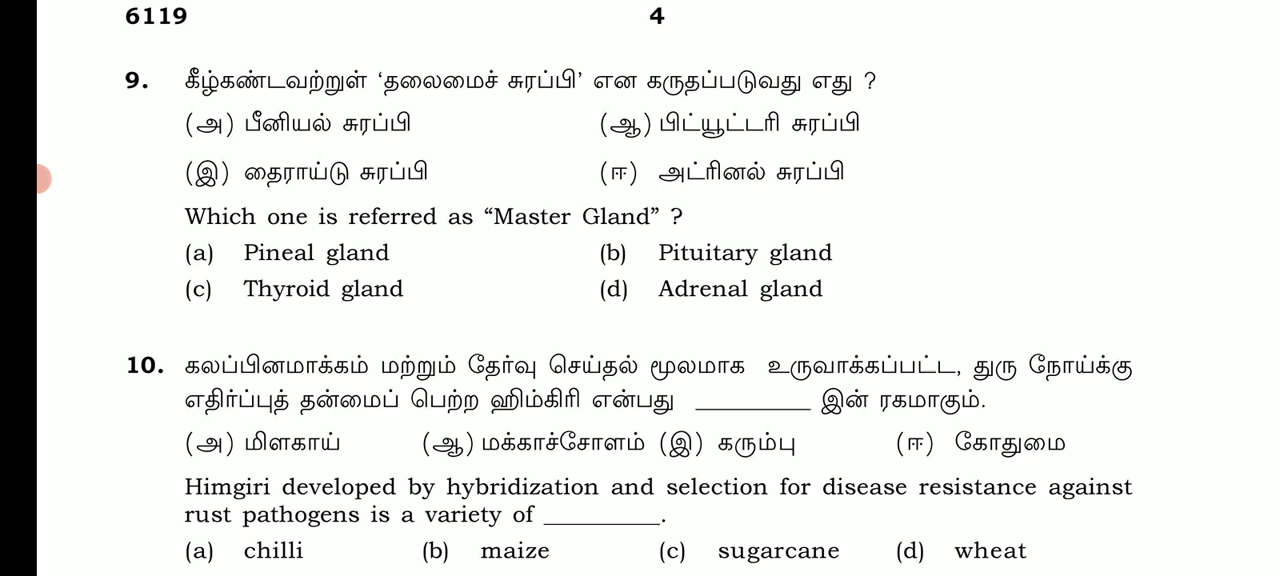 6119 4
9. கீழ்கண்டவற்றுள் ‘தலைமைச் சுரப்பி’ என கருதப்படுவது எது ?
(அ) பீனியல் சுரப்பி (ஆ) பிட்யூட்டரி சுரப்பி
(இ) தைராய்டு சுரப்பி (ஈ) அட்ரினல் சுரப்பி
Which one is referred as “Master Gland” ?
(a) Pineal gland (b) Pituitary gland
(c) Thyroid gland (d) Adrenal gland
10. கலப்பினமாக்கம் மற்றும் தேர்வு செய்தல் மூலமாக உருவாக்கப்பட்ட, துரு நோய்க்கு
எதிர்ப்புத் தன்மைப் பெற்ற ஹிம்கிரி என்பது __________ இன் ரகமாகும்.
(அ) மிளகாய் (ஆ) மக்காச்சோளம் (இ) கரும்பு (ஈ) கோதுமை
Himgiri developed by hybridization and selection for disease resistance against
rust pathogens is a variety of __________.
(a) chilli (b) maize (c) sugarcane (d) wheat